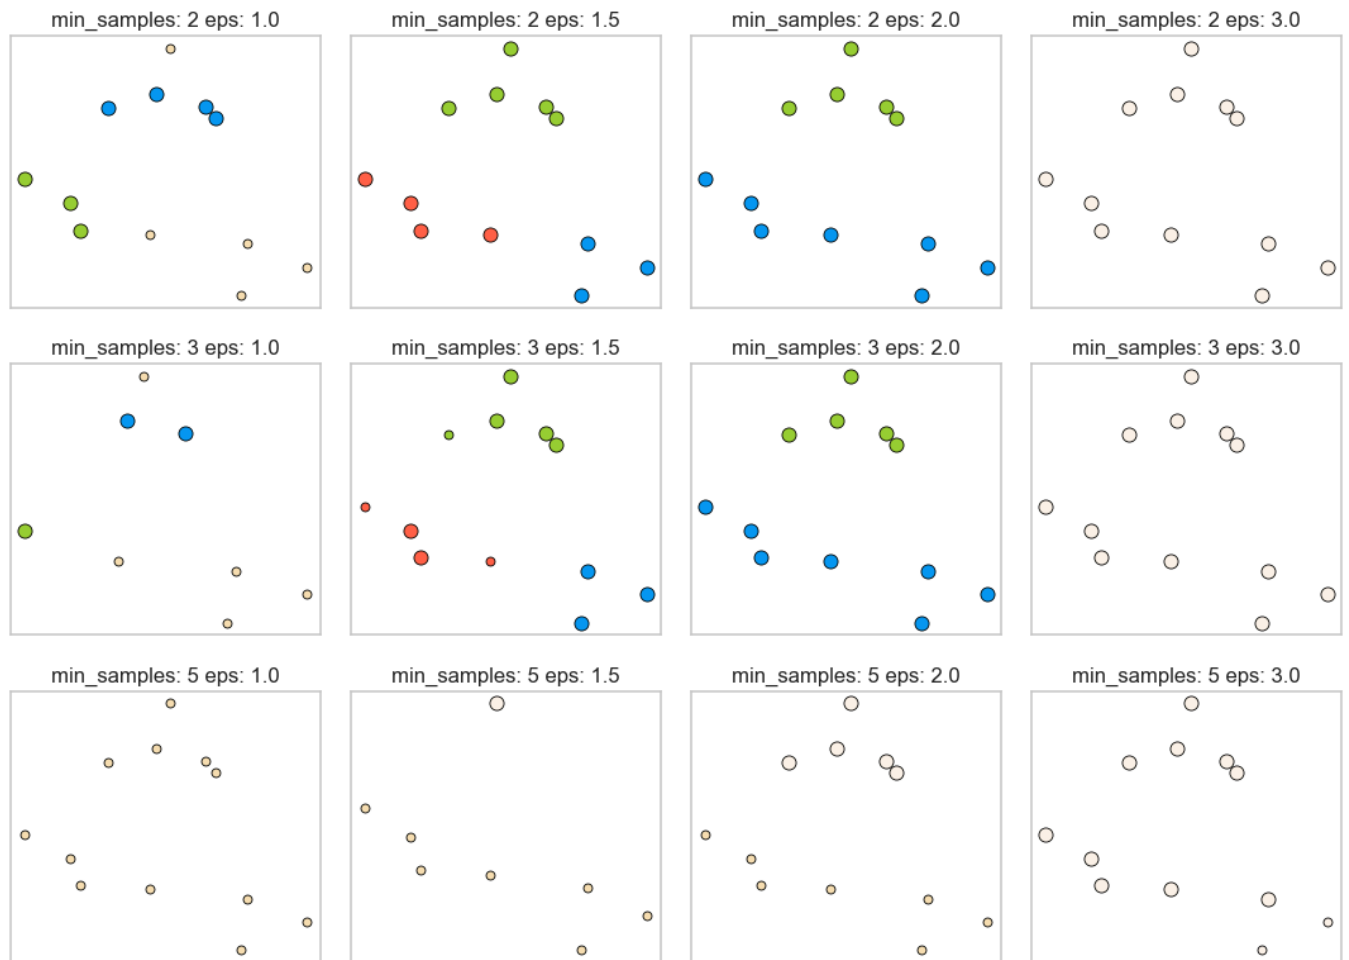 min_samples: 2 eps: 1.0
min_samples: 2 eps: 1.5
min_samples: 2 eps: 2.0
min_samples: 2 eps: 3.0
min_samples: 3 eps: 1.0
min_samples: 3 eps: 1.5
min_samples: 3 eps: 2.0
min_samples: 3 eps: 3.0
min_samples: 5 eps: 1.0
min_samples: 5 eps: 1.5
min_samples: 5 eps: 2.0
min_samples: 5 eps: 3.0